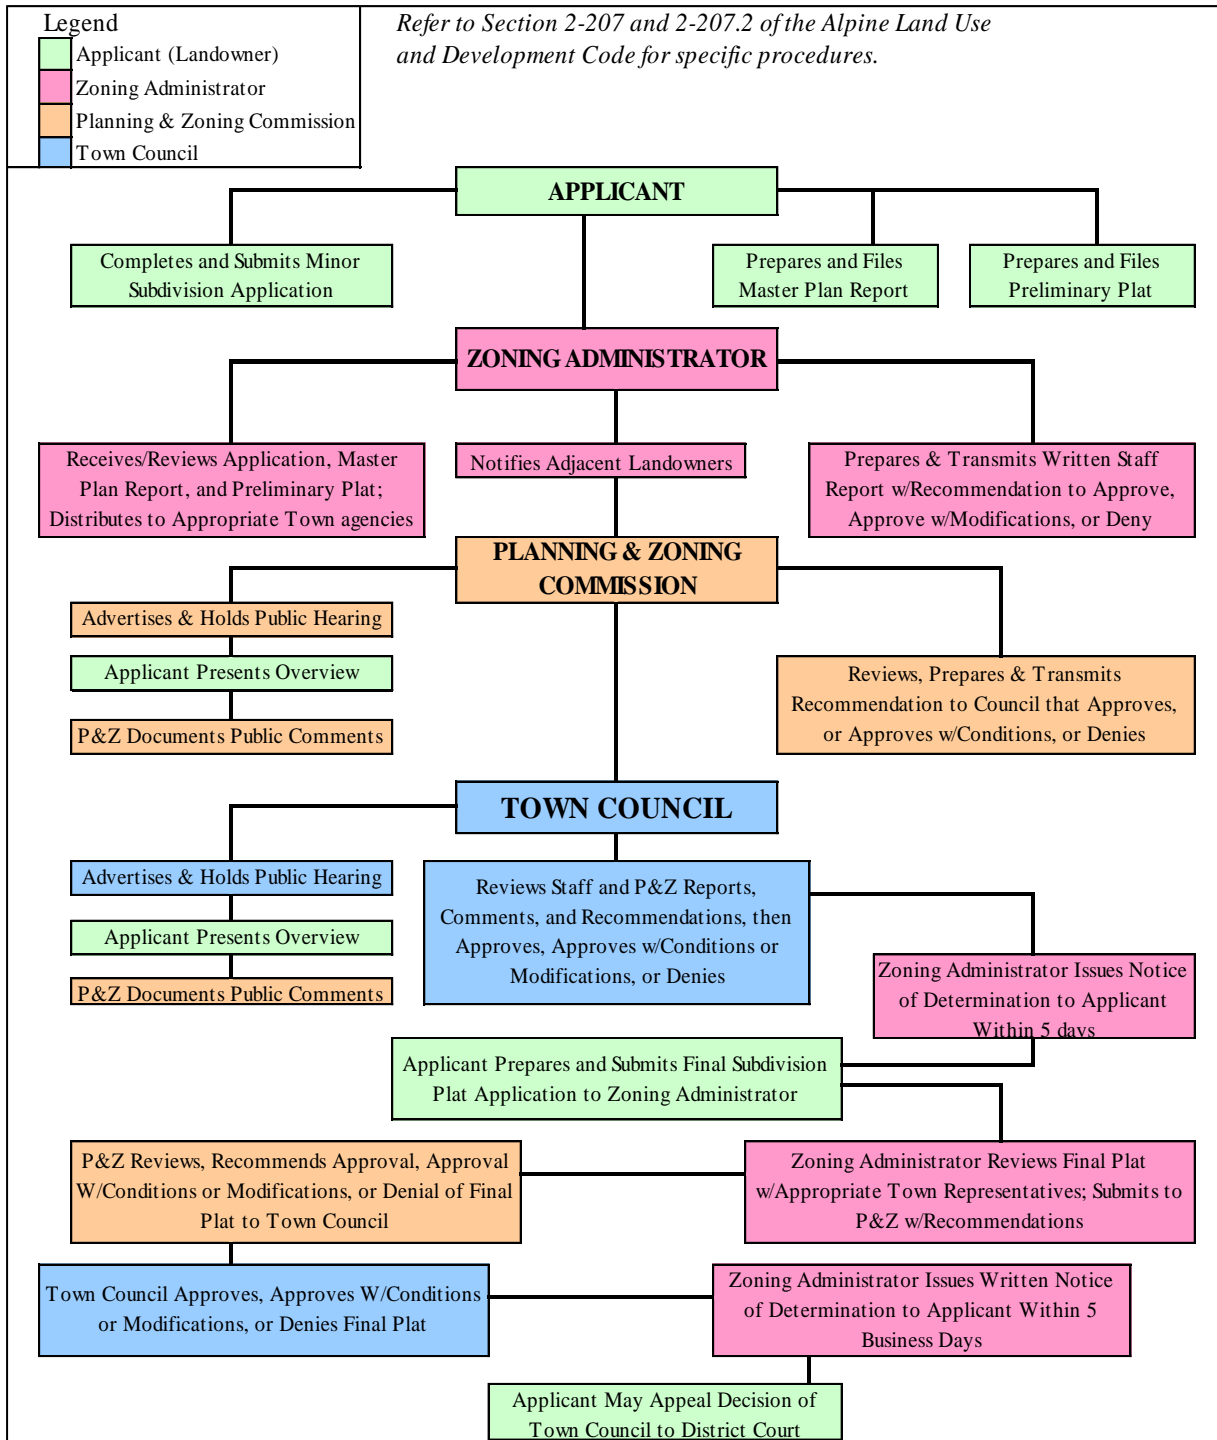 Legend
Applicant (Landowner)
Zoning Administrator
Planning & Zoning Commission
Town Council
Refer to Section 2-207 and 2-207.2 of the Alpine Land Use
and Development Code for specific procedures.
APPLICANT
Completes and Submits Minor
Subdivision Application
Prepares and Files
Master Plan Report
Prepares and Files
Preliminary Plat
ZONING ADMINISTRATOR
Receives/Reviews Application, Master
Plan Report, and Preliminary Plat;
Distributes to Appropriate Town agencies
Notifies Adjacent Landowners
Prepares & Transmits Written Staff
Report w/Recommendation to Approve,
Approve w/Modifications, or Deny
PLANNING & ZONING
COMMISSION
Advertises & Holds Public Hearing
Applicant Presents Overview
P&Z Documents Public Comments
Reviews, Prepares & Transmits
Recommendation to Council that Approves,
or Approves w/Conditions, or Denies
TOWN COUNCIL
Advertises & Holds Public Hearing
Applicant Presents Overview
P&Z Documents Public Comments
Reviews Staff and P&Z Reports,
Comments, and Recommendations, then
Approves, Approves w/Conditions or
Modifications, or Denies
Zoning Administrator Issues Notice
of Determination to Applicant
Within 5 days
Applicant Prepares and Submits Final Subdivision
Plat Application to Zoning Administrator
P&Z Reviews, Recommends Approval, Approval
W/Conditions or Modifications, or Denial of Final
Plat to Town Council
Zoning Administrator Reviews Final Plat
w/Appropriate Town Representatives; Submits to
P&Z w/Recommendations
Town Council Approves, Approves W/Conditions
or Modifications, or Denies Final Plat
Zoning Administrator Issues Written Notice
of Determination to Applicant Within 5
Business Days
Applicant May Appeal Decision of
Town Council to District Court